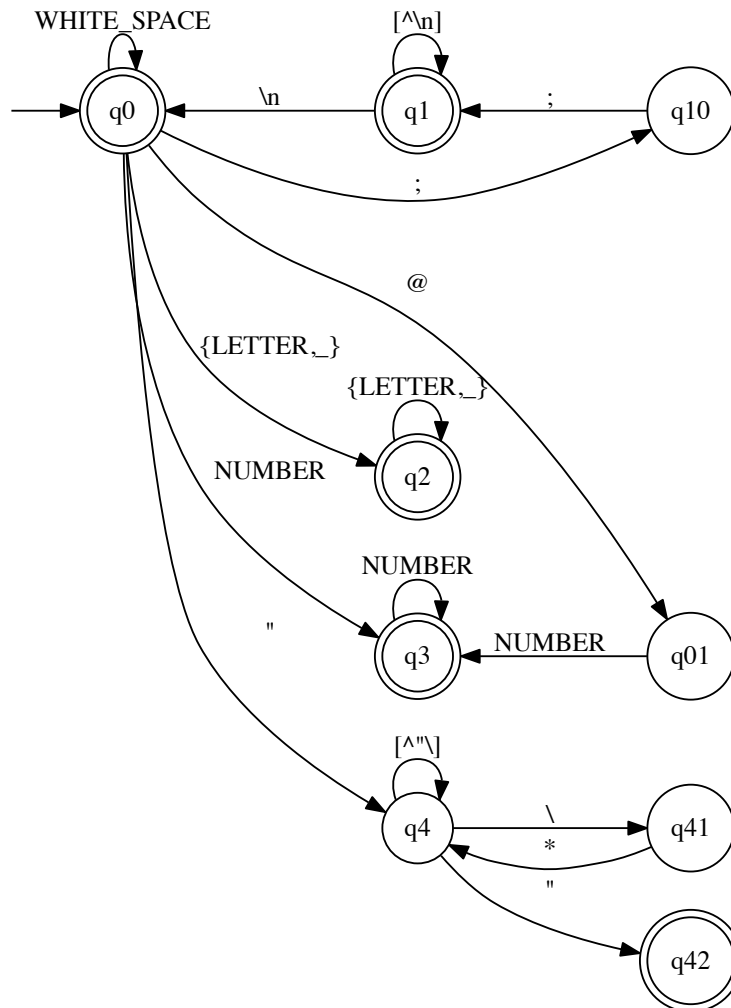 WHITE_SPACE
[^\n]
q0
\n
q1
;
q10
;
@
{LETTER,_}
{LETTER,_}
q2
NUMBER
NUMBER
q3
NUMBER
q01
"
[^"\]
q4
\
q41
*
"
q42